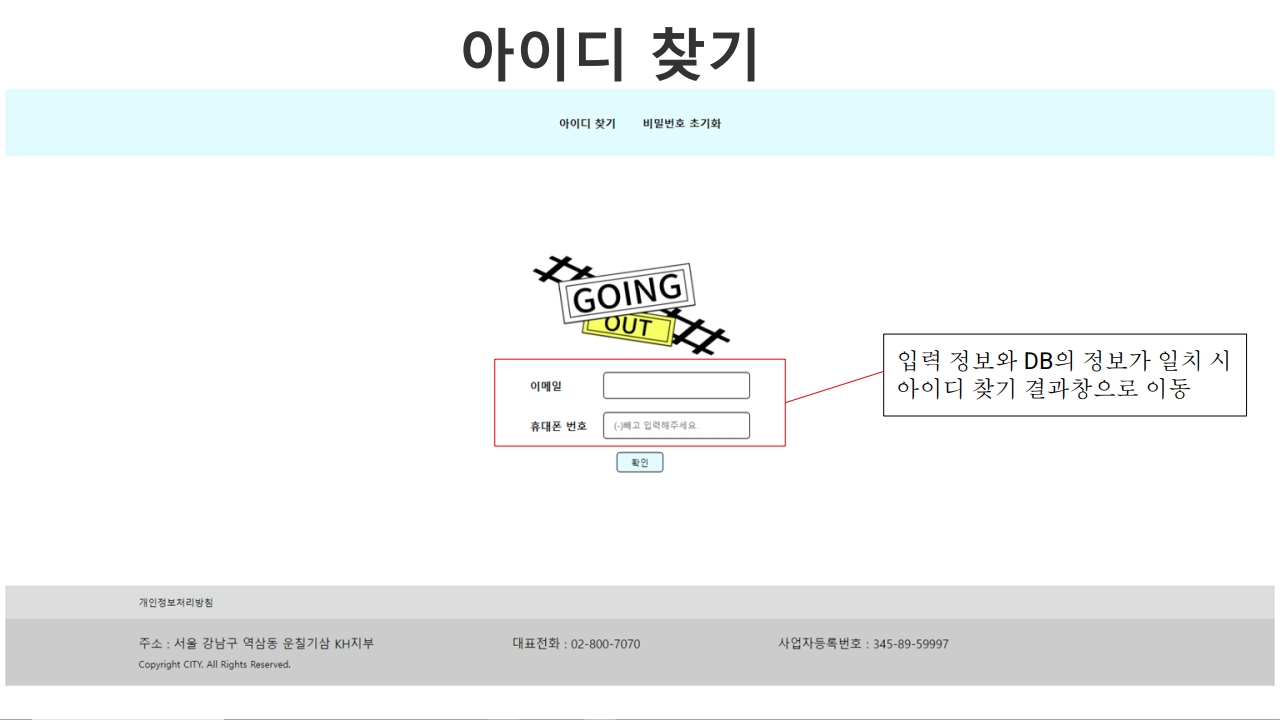 아이디 찾기
아이디 찾기 비밀번호 초기화
GOING
OUT
이메일
휴대폰 번호 (-)빼고 입력해주세요.
확인
입력 정보와 DB의 정보가 일치 시
아이디 찾기 결과창으로 이동
개인정보처리방침
주소 : 서울 강남구 역삼동 운칠기삼 KH지부 대표전화 : 02-800-7070 사업자등록번호 : 345-89-59997
Copyright CITY. All Rights Reserved.